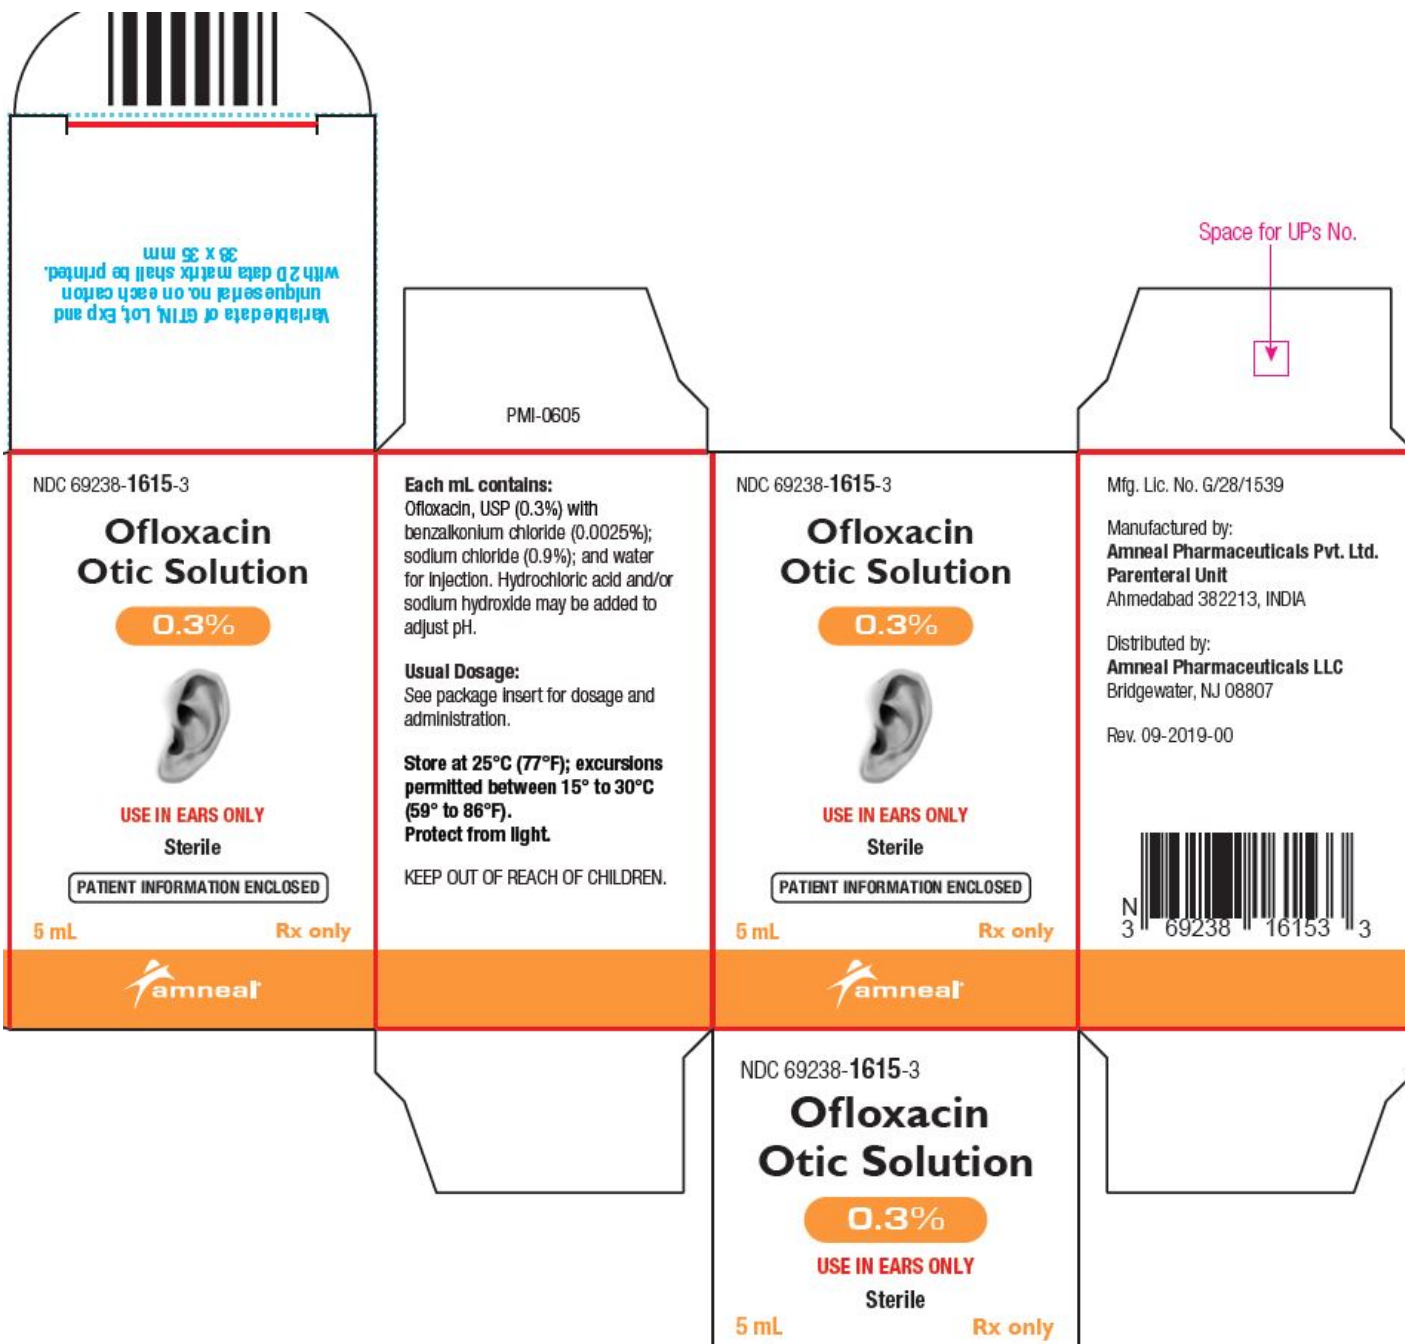 Variable data of GTIN, Lot, Exp and
unique serial no. on each carton
with 2D data matrix shall be printed.
38 x 35 mm
Space for UPs No.
PMI-0605
NDC 69238-1615-3
Ofloxacin
Otic Solution
0.3%
USE IN EARS ONLY
Sterile
PATIENT INFORMATION ENCLOSED
5 mL Rx only
amneal
Each mL contains:
Ofloxacin, USP (0.3%) with
benzalkonium chloride (0.0025%);
sodium chloride (0.9%); and water
for injection. Hydrochloric acid and/or
sodium hydroxide may be added to
adjust pH.
Usual Dosage:
See package insert for dosage and
administration.
Store at 25°C (77°F); excursions
permitted between 15° to 30°C
(59° to 86°F).
Protect from light.
KEEP OUT OF REACH OF CHILDREN.
NDC 69238-1615-3
Ofloxacin
Otic Solution
0.3%
USE IN EARS ONLY
Sterile
PATIENT INFORMATION ENCLOSED
5 mL Rx only
amneal
Mfg. Lic. No. G/28/1539
Manufactured by:
Amneal Pharmaceuticals Pvt. Ltd.
Parenteral Unit
Ahmedabad 382213, INDIA
Distributed by:
Amneal Pharmaceuticals LLC
Bridgewater, NJ 08807
Rev. 09-2019-00
N
3 69238 16153 3
NDC 69238-1615-3
Ofloxacin
Otic Solution
0.3%
USE IN EARS ONLY
Sterile
5 mL Rx only